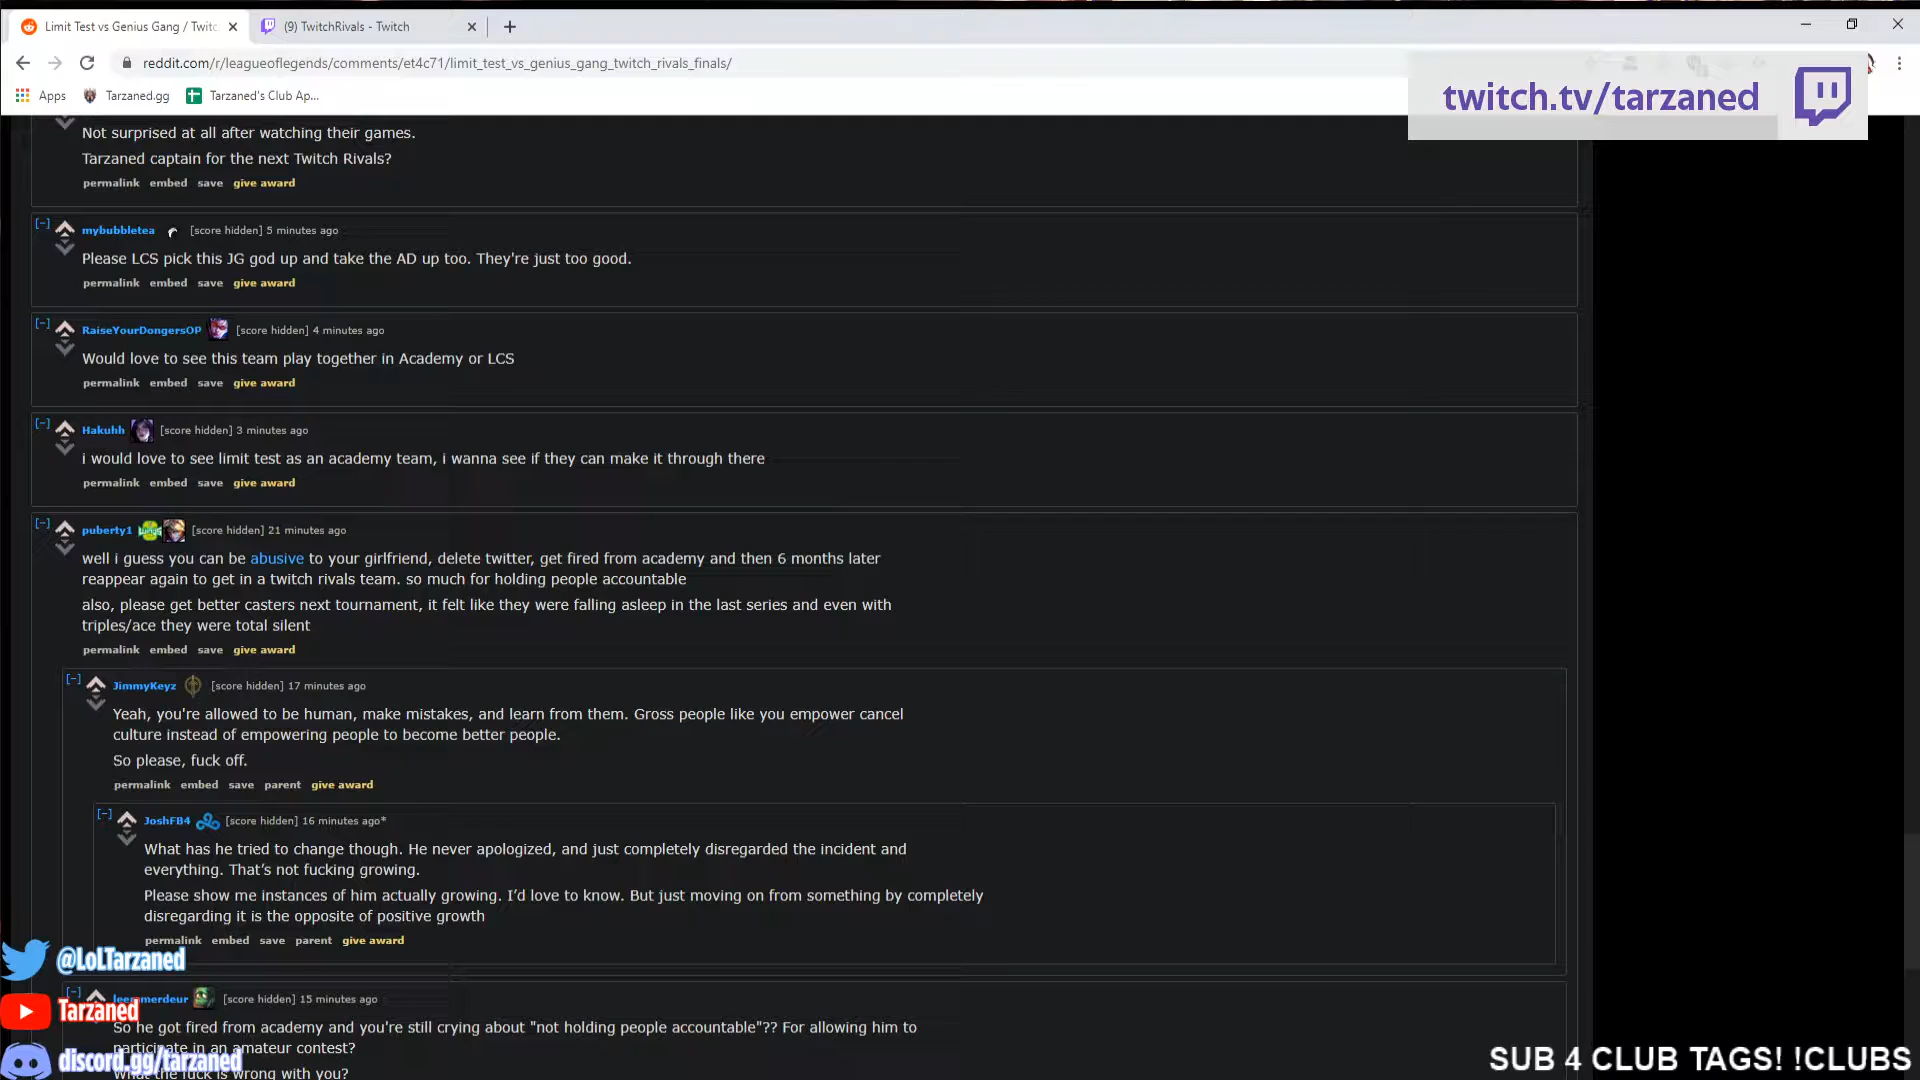 Limit Test vs Genius Gang / Twitc
(9) TwitchRivals - Twitch
reddit.com/r/leagueoflegends/comments/et4c71/limit_test_vs_genius_gang_twitch_rivals_finals/
Apps Tarzaned.gg Tarzaned's Club Ap...
twitch.tv/tarzaned
Not surprised at all after watching their games.
Tarzaned captain for the next Twitch Rivals?
permalink embed save give award
[-] mybubbletea [score hidden] 5 minutes ago
Please LCS pick this JG god up and take the AD up too. They're just too good.
permalink embed save give award
[-] RaiseYourDongersOP [score hidden] 4 minutes ago
Would love to see this team play together in Academy or LCS
permalink embed save give award
[-] Hakuhh [score hidden] 3 minutes ago
i would love to see limit test as an academy team, i wanna see if they can make it through there
permalink embed save give award
[-] puberty1 [score hidden] 21 minutes ago
well i guess you can be abusive to your girlfriend, delete twitter, get fired from academy and then 6 months later
reappear again to get in a twitch rivals team. so much for holding people accountable
also, please get better casters next tournament, it felt like they were falling asleep in the last series and even with
triples/ace they were total silent
permalink embed save give award
[-] JimmyKeyz [score hidden] 17 minutes ago
Yeah, you're allowed to be human, make mistakes, and learn from them. Gross people like you empower cancel
culture instead of empowering people to become better people.
So please, fuck off.
permalink embed save parent give award
[-] JoshFB4 [score hidden] 16 minutes ago*
What has he tried to change though. He never apologized, and just completely disregarded the incident and
everything. That's not fucking growing.
Please show me instances of him actually growing. I'd love to know. But just moving on from something by completely
disregarding it is the opposite of positive growth
permalink embed save parent give award
@LoLTarzaned
[-] [score hidden] 15 minutes ago
Tarzaned
So he got fired from academy and you're still crying about "not holding people accountable"?? For allowing him to
participate in an amateur contest?
discord.gg/tarzaned
What the fuck is wrong with you?
SUB 4 CLUB TAGS! !CLUBS